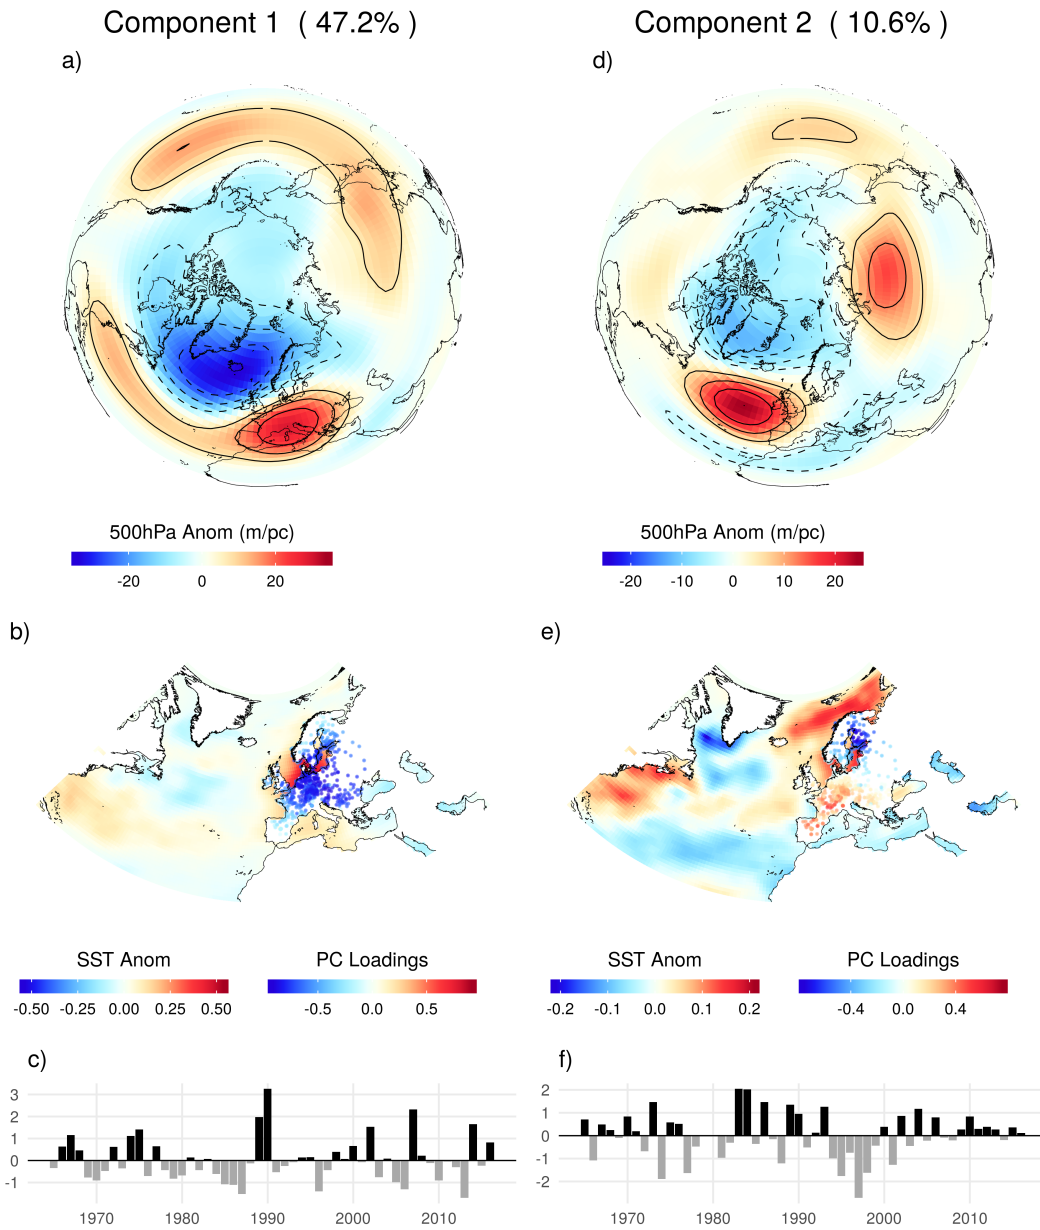 Component 1 ( 47.2% )
Component 2 ( 10.6% )
a)
d)
500hPa Anom (m/pc)
-20 0 20
500hPa Anom (m/pc)
-20 -10 0 10 20
b)
e)
SST Anom
-0.50 -0.25 0.00 0.25 0.50
PC Loadings
-0.5 0.0 0.5
SST Anom
-0.2 -0.1 0.0 0.1 0.2
PC Loadings
-0.4 0.0 0.4
c)
3
2
1
0
-1
1970 1980 1990 2000 2010
f)
2
1
0
-1
-2
1970 1980 1990 2000 2010